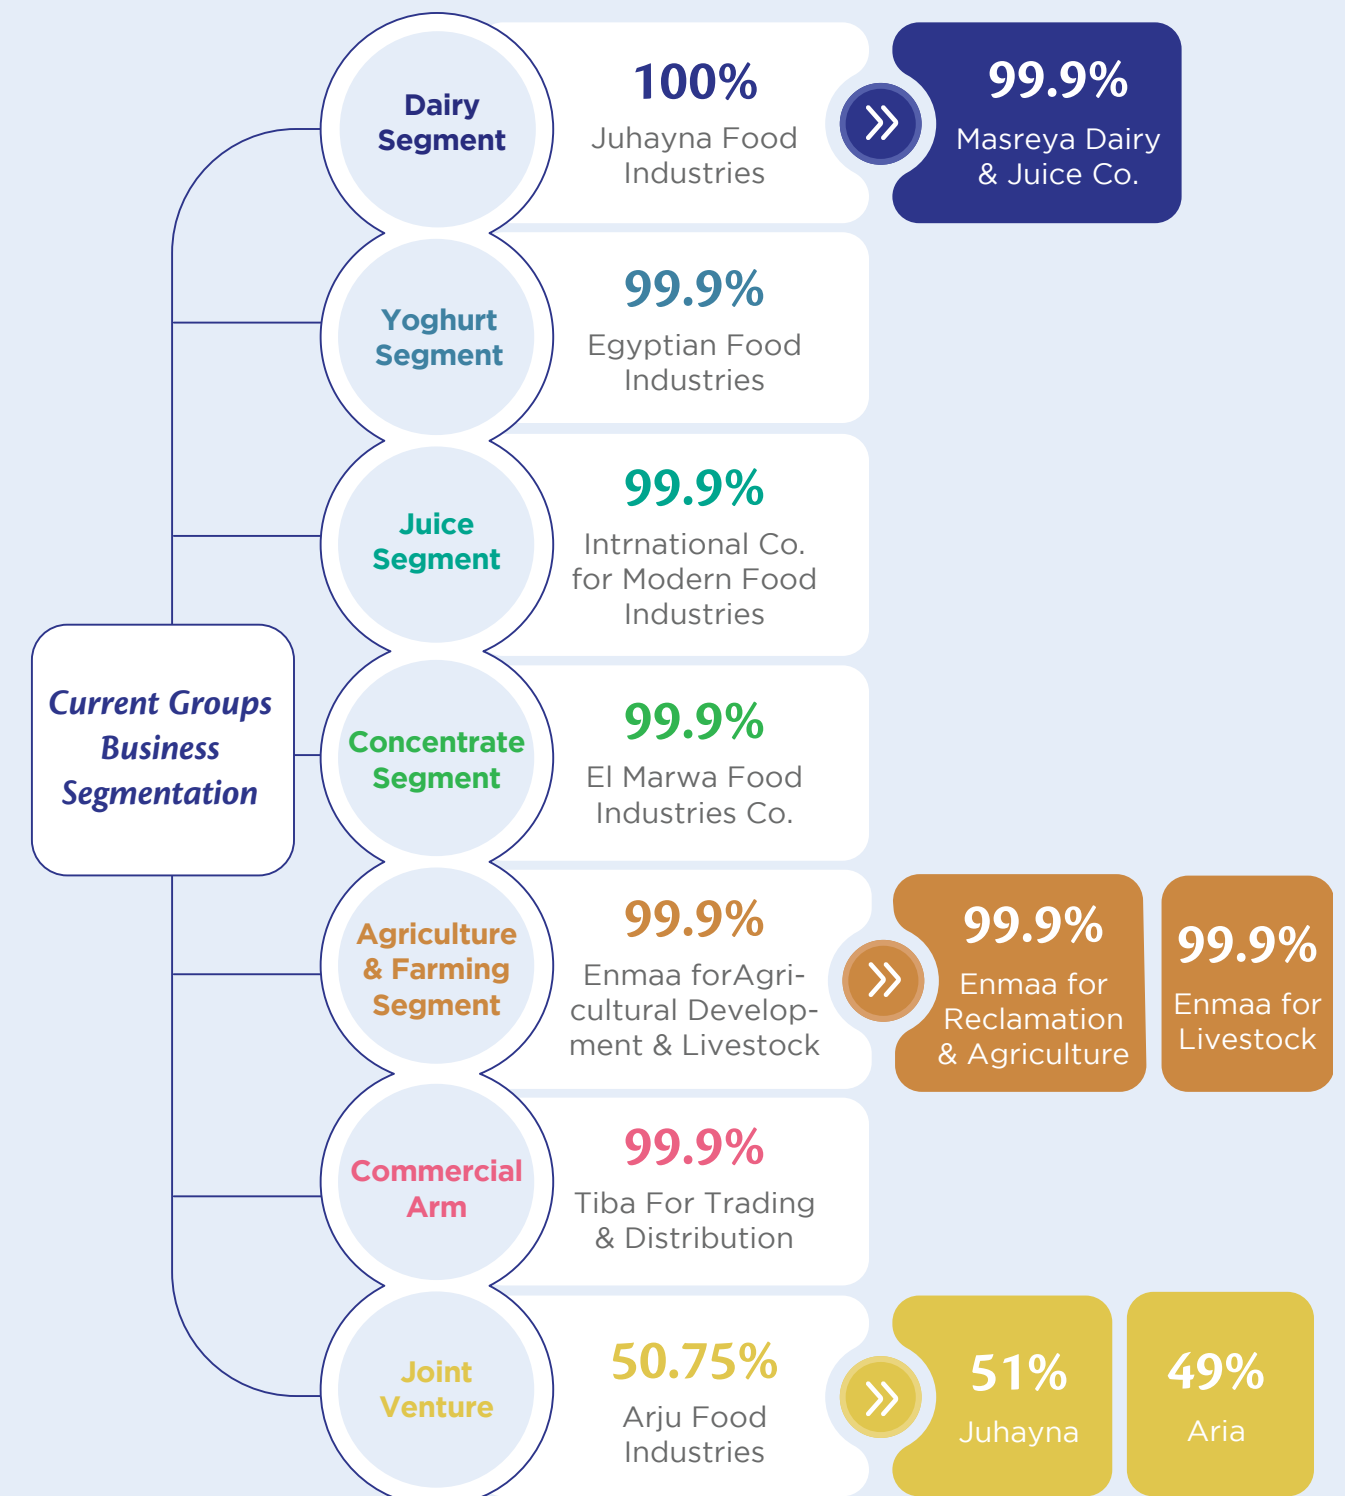 Current Groups
Business
Segmentation
Dairy
Segment
100%
Juhayna Food
Industries
99.9%
Masreya Dairy
& Juice Co.
Yoghurt
Segment
99.9%
Egyptian Food
Industries
Juice
Segment
99.9%
Intrnational Co.
for Modern Food
Industries
Concentrate
Segment
99.9%
El Marwa Food
Industries Co.
Agriculture
& Farming
Segment
99.9%
Enmaa forAgri-
cultural Develop-
ment & Livestock
99.9%
Enmaa for
Reclamation
& Agriculture
99.9%
Enmaa for
Livestock
Commercial
Arm
99.9%
Tiba For Trading
& Distribution
Joint
Venture
50.75%
Arju Food
Industries
51%
Juhayna
49%
Aria